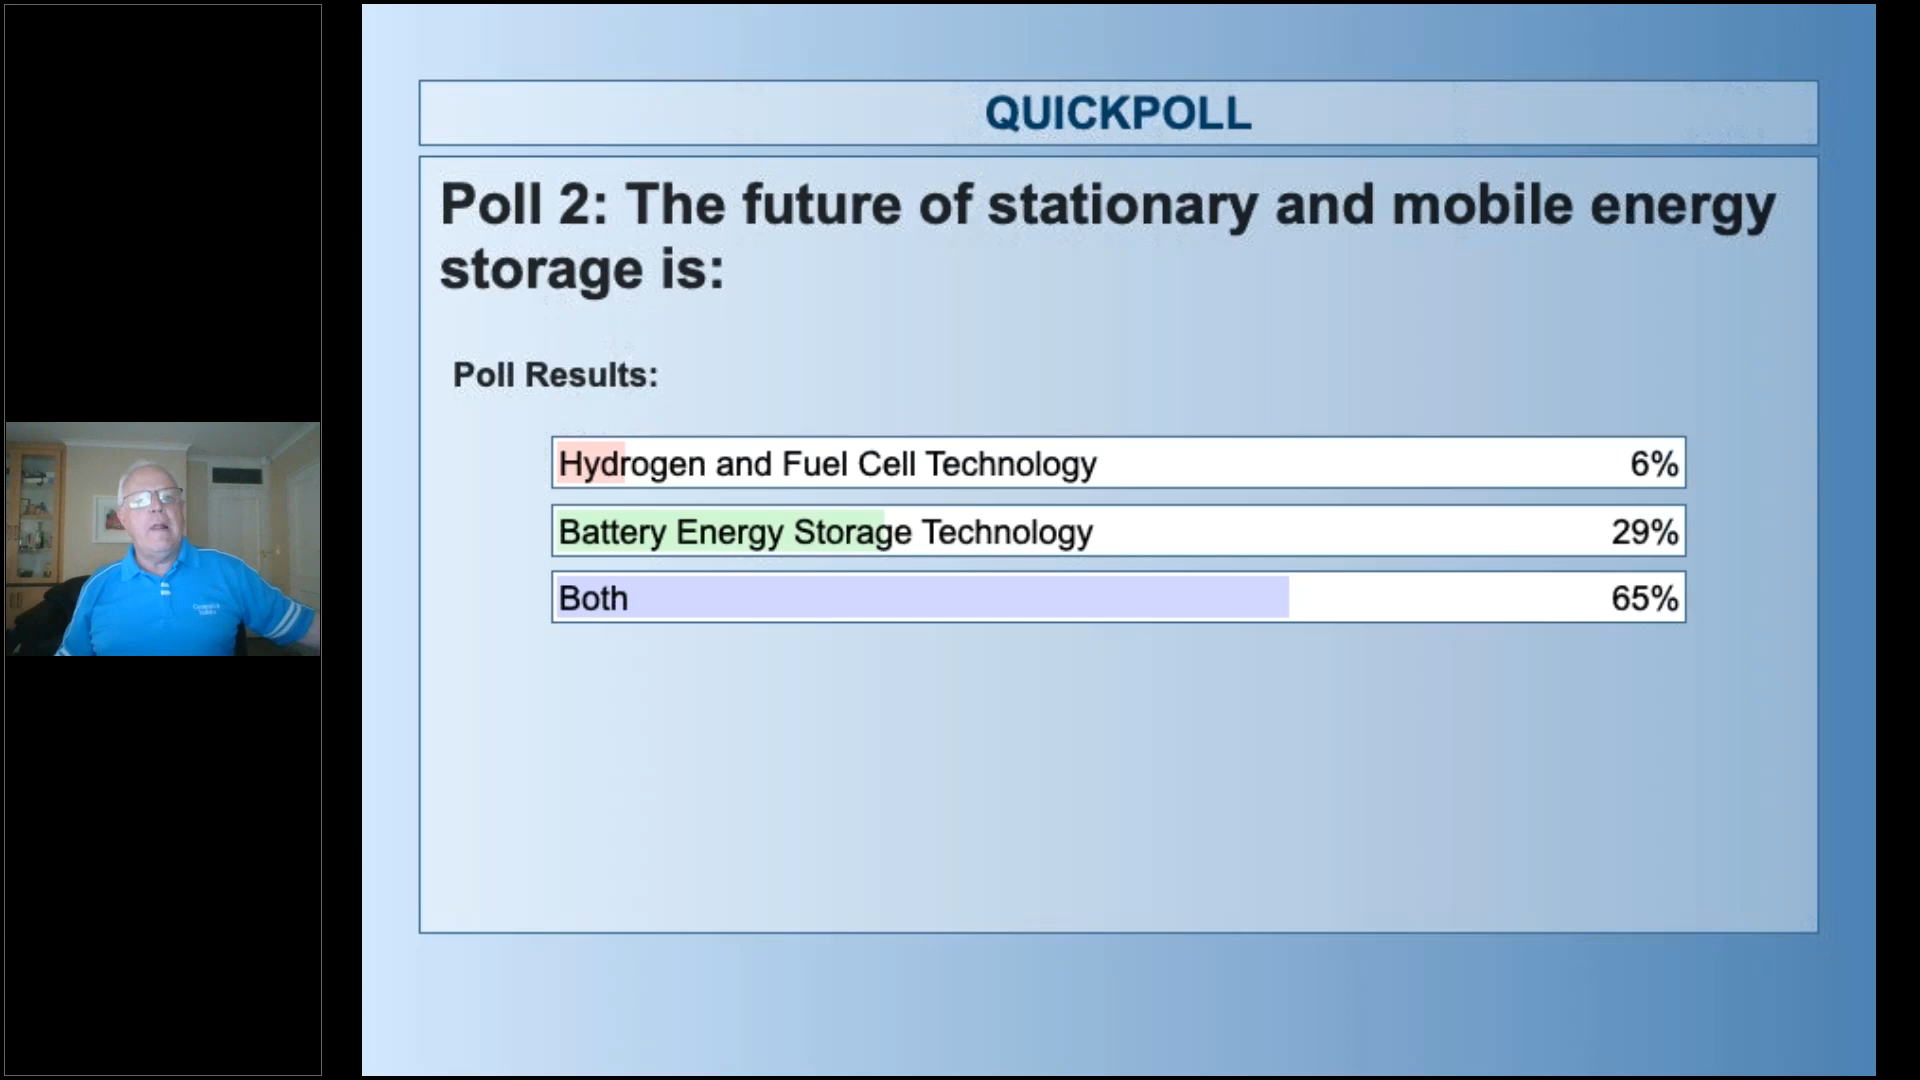 QUICKPOLL
Poll 2: The future of stationary and mobile energy
storage is:
Poll Results:
Hydrogen and Fuel Cell Technology 6%
Battery Energy Storage Technology 29%
Both 65%